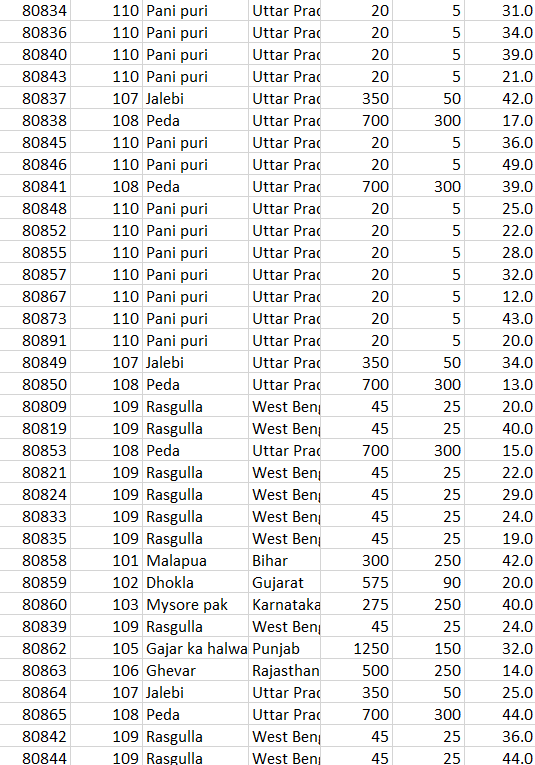 80834 110 Pani puri Uttar Prac 20 5 31.0
80836 110 Pani puri Uttar Prac 20 5 34.0
80840 110 Pani puri Uttar Prac 20 5 39.0
80843 110 Pani puri Uttar Prac 20 5 21.0
80837 107 Jalebi Uttar Prac 350 50 42.0
80838 108 Peda Uttar Prac 700 300 17.0
80845 110 Pani puri Uttar Prac 20 5 36.0
80846 110 Pani puri Uttar Prac 20 5 49.0
80841 108 Peda Uttar Prac 700 300 39.0
80848 110 Pani puri Uttar Prac 20 5 25.0
80852 110 Pani puri Uttar Prac 20 5 22.0
80855 110 Pani puri Uttar Prac 20 5 28.0
80857 110 Pani puri Uttar Prac 20 5 32.0
80867 110 Pani puri Uttar Prac 20 5 12.0
80873 110 Pani puri Uttar Prac 20 5 43.0
80891 110 Pani puri Uttar Prac 20 5 20.0
80849 107 Jalebi Uttar Prac 350 50 34.0
80850 108 Peda Uttar Prac 700 300 13.0
80809 109 Rasgulla West Beng 45 25 20.0
80819 109 Rasgulla West Beng 45 25 40.0
80853 108 Peda Uttar Prac 700 300 15.0
80821 109 Rasgulla West Beng 45 25 22.0
80824 109 Rasgulla West Beng 45 25 29.0
80833 109 Rasgulla West Beng 45 25 24.0
80835 109 Rasgulla West Beng 45 25 19.0
80858 101 Malapua Bihar 300 250 42.0
80859 102 Dhokla Gujarat 575 90 20.0
80860 103 Mysore pak Karnataka 275 250 40.0
80839 109 Rasgulla West Beng 45 25 24.0
80862 105 Gajar ka halwa Punjab 1250 150 32.0
80863 106 Ghevar Rajasthan 500 250 14.0
80864 107 Jalebi Uttar Prac 350 50 25.0
80865 108 Peda Uttar Prac 700 300 44.0
80842 109 Rasgulla West Beng 45 25 36.0
80844 109 Rasgulla West Beng 45 25 44.0